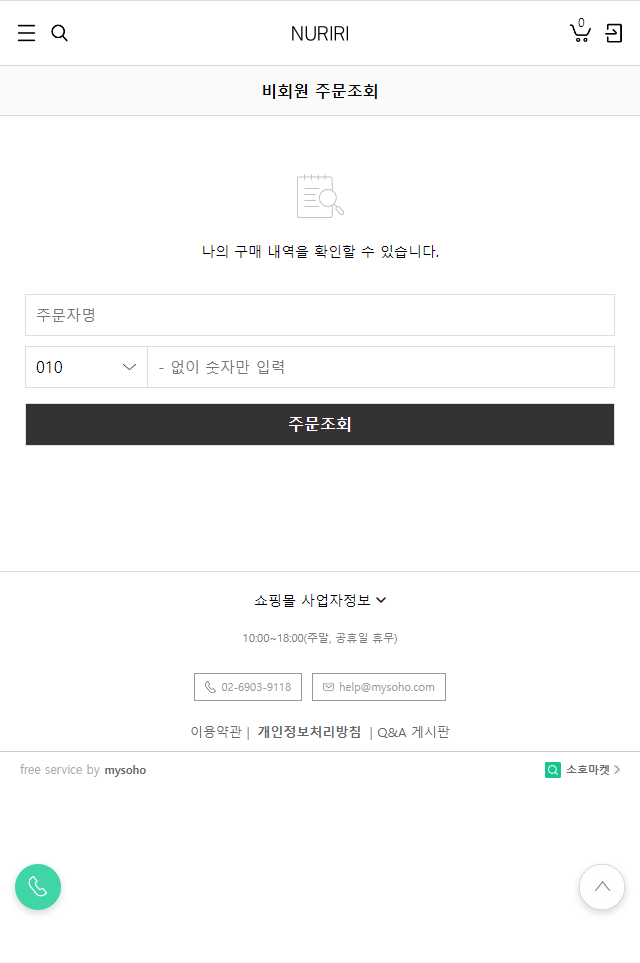 NURIRI
0
비회원 주문조회
나의 구매 내역을 확인할 수 있습니다.
주문자명
010
- 없이 숫자만 입력
주문조회
쇼핑몰 사업자정보
10:00~18:00(주말, 공휴일 휴무)
02-6903-9118
help@mysoho.com
이용약관 | 개인정보처리방침 | Q&A 게시판
free service by mysoho
소호마켓